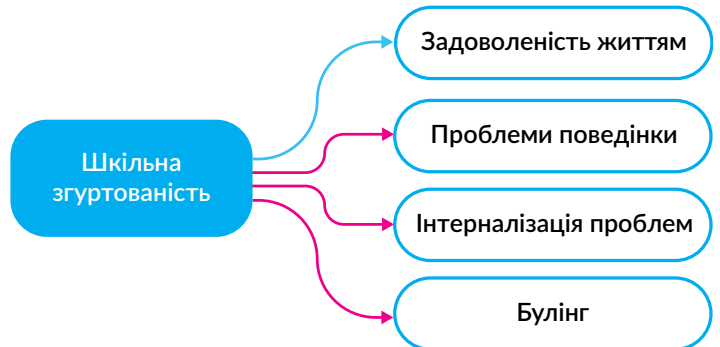 Задоволеність життям
Проблеми поведінки
Шкільна
згуртованість
Інтерналізація проблем
Булінг